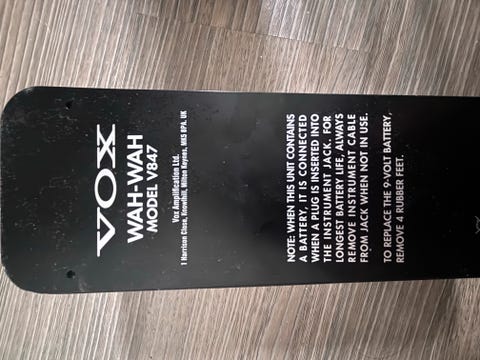 VOX
WAH-WAH
MODEL V847
Vox Amplification Ltd.
1 Harrison Close, Knowlhill, Milton Keynes, MK5 8PA. UK
NOTE: WHEN THIS UNIT CONTAINS
A BATTERY, IT IS CONNECTED
WHEN A PLUG IS INSERTED INTO
THE INSTRUMENT JACK. FOR
LONGEST BATTERY LIFE, ALWAYS
REMOVE INSTRUMENT CABLE
FROM JACK WHEN NOT IN USE.
TO REPLACE THE 9-VOLT BATTERY,
REMOVE 4 RUBBER FEET.